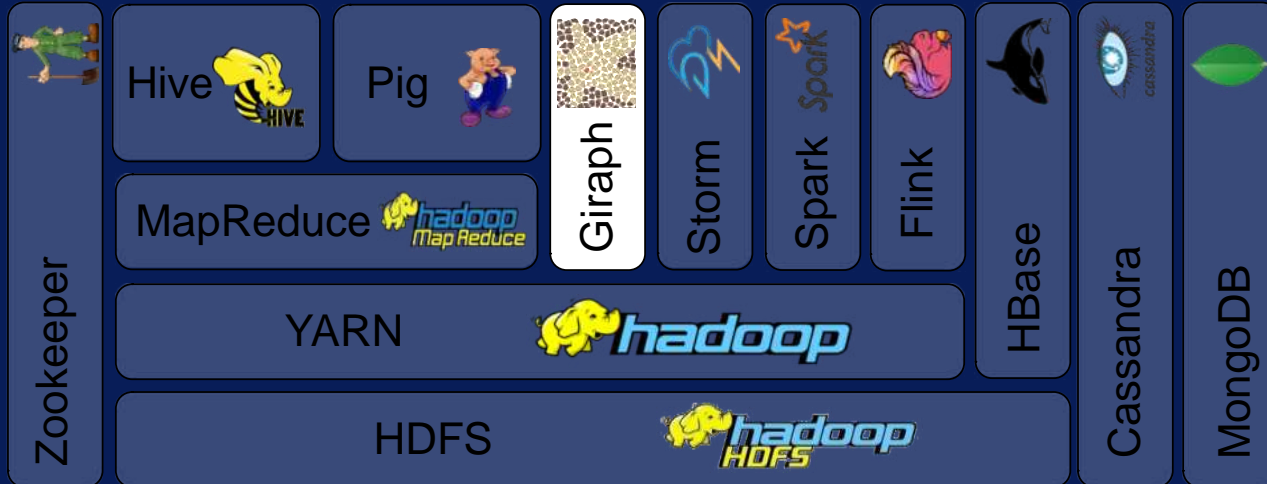 Hive
HIVE
Pig
Giraph
Storm
Spark
Spark
Flink
cassandra
MapReduce
hadoop
Map Reduce
Zookeeper
YARN
hadoop
HBase
Cassandra
MongoDB
HDFS
hadoop
HDFS